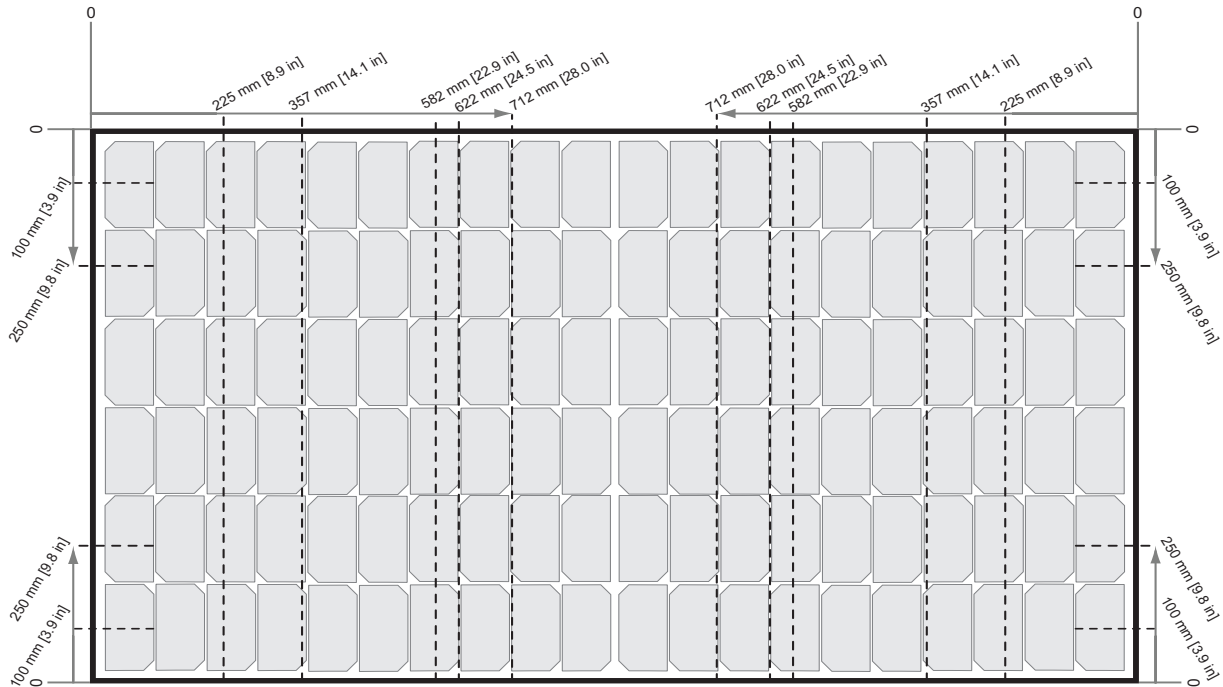 0
0
225 mm [8.9 in]
357 mm [14.1 in]
582 mm [22.9 in]
622 mm [24.5 in]
712 mm [28.0 in]
712 mm [28.0 in]
622 mm [24.5 in]
582 mm [22.9 in]
357 mm [14.1 in]
225 mm [8.9 in]
0
0
100 mm [3.9 in]
100 mm [3.9 in]
250 mm [9.8 in]
250 mm [9.8 in]
250 mm [9.8 in]
250 mm [9.8 in]
100 mm [3.9 in]
100 mm [3.9 in]
0
0